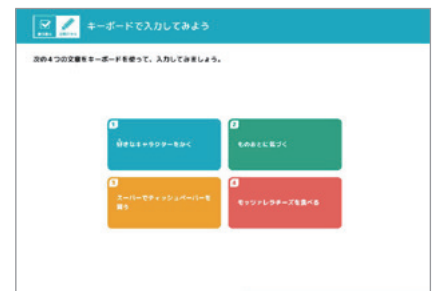 キーボードで入力してみよう
次の4つの文章をキーボードを使って、入力してみましょう。
1
好きなキャラクターをかく
2
ものおとに気づく
3
スーパーでティッシュペーパーを
買う
4
モッツァレラチーズを食べる